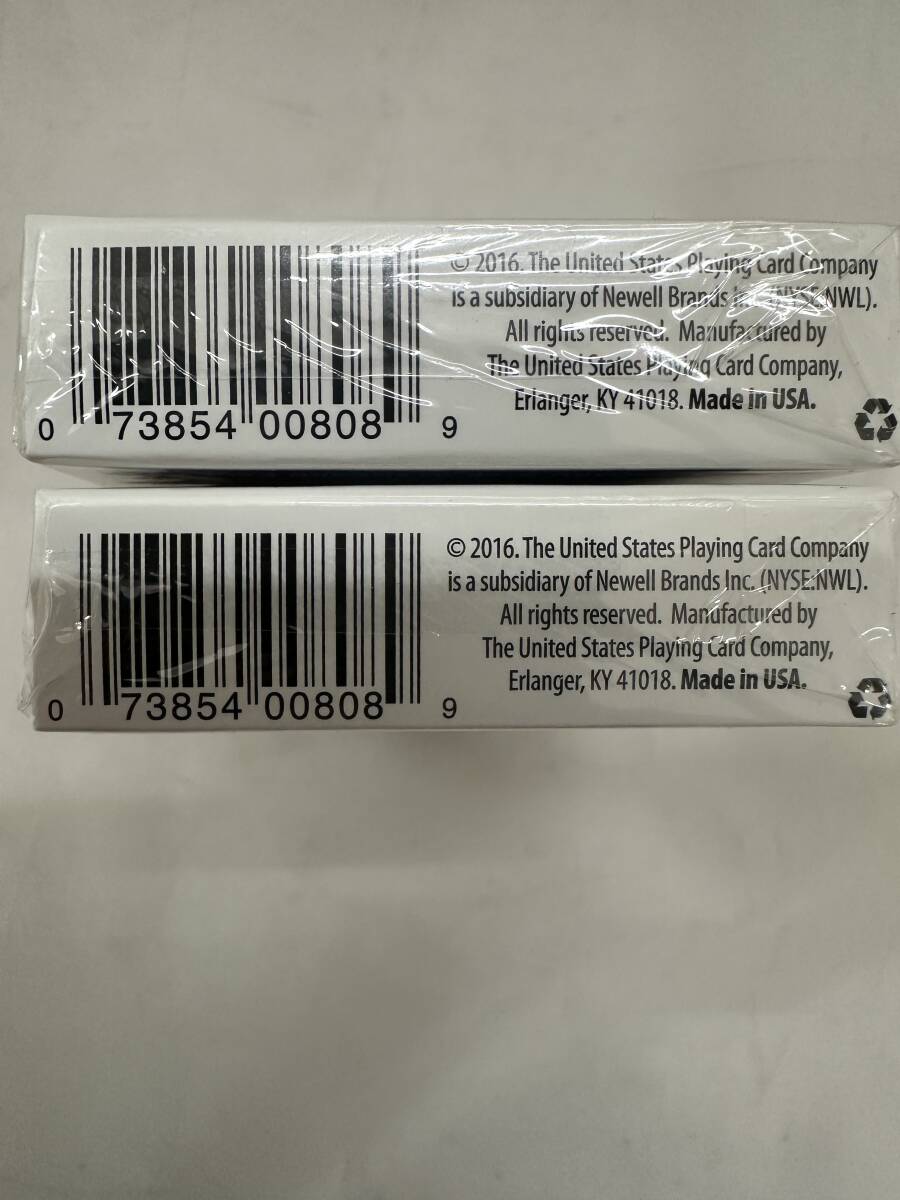 © 2016. The United States Playing Card Company
is a subsidiary of Newell Brands Inc. (NYSE:NWL).
All rights reserved. Manufactured by
The United States Playing Card Company,
Erlanger, KY 41018. Made in USA.
0 73854 00808 9
© 2016. The United States Playing Card Company
is a subsidiary of Newell Brands Inc. (NYSE:NWL).
All rights reserved. Manufactured by
The United States Playing Card Company,
Erlanger, KY 41018. Made in USA.
0 73854 00808 9